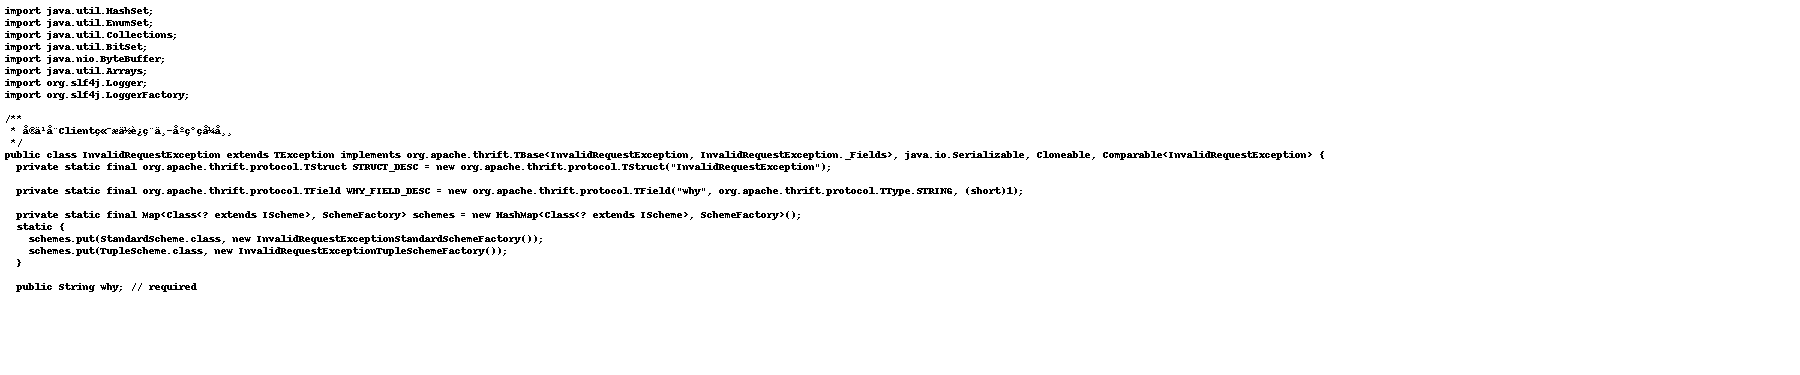 import java.util.HashSet;
import java.util.EnumSet;
import java.util.Collections;
import java.util.BitSet;
import java.nio.ByteBuffer;
import java.util.Arrays;
import org.slf4j.Logger;
import org.slf4j.LoggerFactory;
/**
*
*/
public class InvalidRequestException extends TException implements org.apache.thrift.TBase<InvalidRequestException, InvalidRequestException._Fields>, java.io.Serializable, Cloneable, Comparable<InvalidRequestException> {
private static final org.apache.thrift.protocol.TStruct STRUCT_DESC = new org.apache.thrift.protocol.TStruct("InvalidRequestException");
private static final org.apache.thrift.protocol.TField WHY_FIELD_DESC = new org.apache.thrift.protocol.TField("why", org.apache.thrift.protocol.TType.STRING, (short)1);
private static final Map<Class<? extends IScheme>, SchemeFactory> schemes = new HashMap<Class<? extends IScheme>, SchemeFactory>();
static {
schemes.put(StandardScheme.class, new InvalidRequestExceptionStandardSchemeFactory());
schemes.put(TupleScheme.class, new InvalidRequestExceptionTupleSchemeFactory());
}
public String why; // required